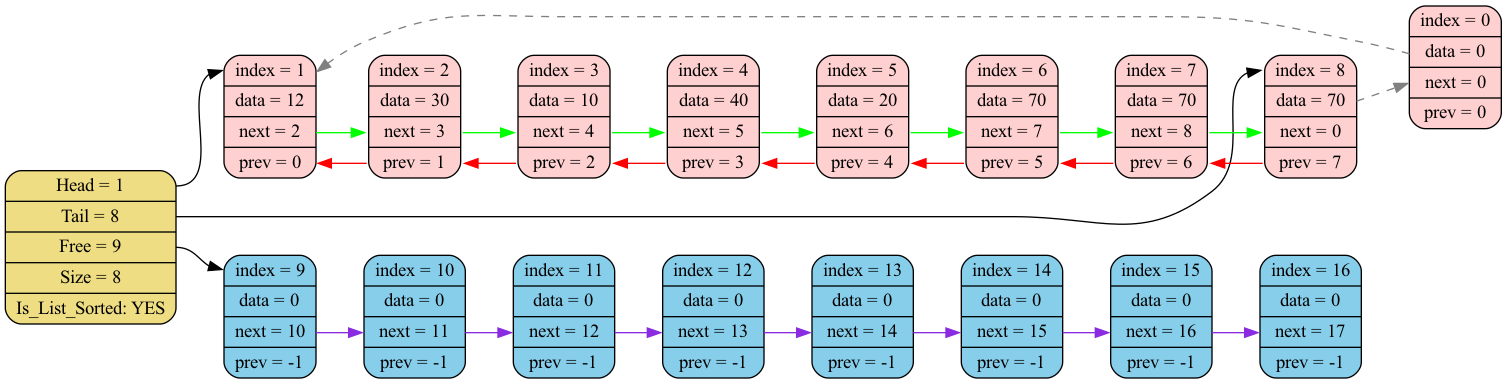 index = 0
data = 0
next = 0
prev = 0
index = 1
data = 12
next = 2
prev = 0
index = 2
data = 30
next = 3
prev = 1
index = 3
data = 10
next = 4
prev = 2
index = 4
data = 40
next = 5
prev = 3
index = 5
data = 20
next = 6
prev = 4
index = 6
data = 70
next = 7
prev = 5
index = 7
data = 70
next = 8
prev = 6
index = 8
data = 70
next = 0
prev = 7
Head = 1
Tail = 8
Free = 9
Size = 8
Is_List_Sorted: YES
index = 9
data = 0
next = 10
prev = -1
index = 10
data = 0
next = 11
prev = -1
index = 11
data = 0
next = 12
prev = -1
index = 12
data = 0
next = 13
prev = -1
index = 13
data = 0
next = 14
prev = -1
index = 14
data = 0
next = 15
prev = -1
index = 15
data = 0
next = 16
prev = -1
index = 16
data = 0
next = 17
prev = -1